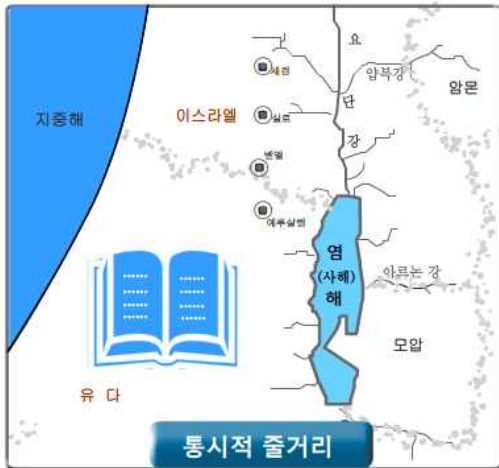 지중해
이스라엘
세겜
실로
벧엘
예루살렘
요
단
강
얍복강
암몬
염
(사해)
해
아르논 강
모압
유 다
통시적 줄거리